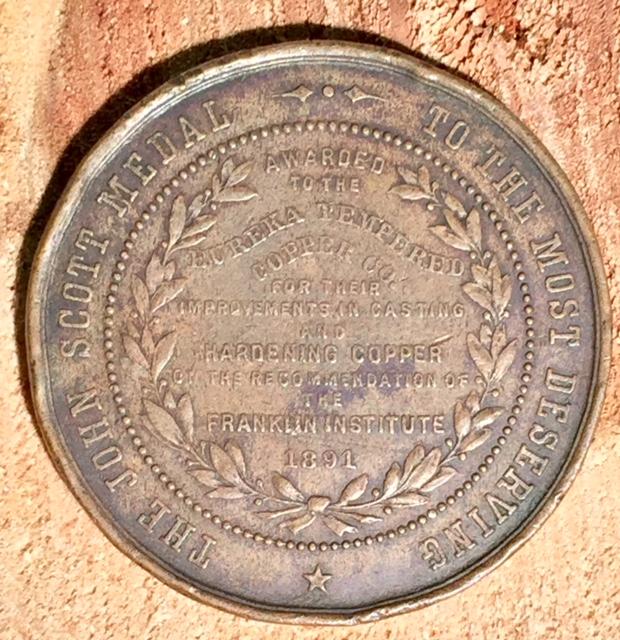 THE JOHN SCOTT MEDAL
TO THE MOST DESERVING
AWARDED
TO THE
EUREKA TEMPERED
COPPER CO.
FOR THEIR
IMPROVEMENTS IN CASTING
AND
HARDENING COPPER
ON THE RECOMMENDATION OF
THE
FRANKLIN INSTITUTE
1891